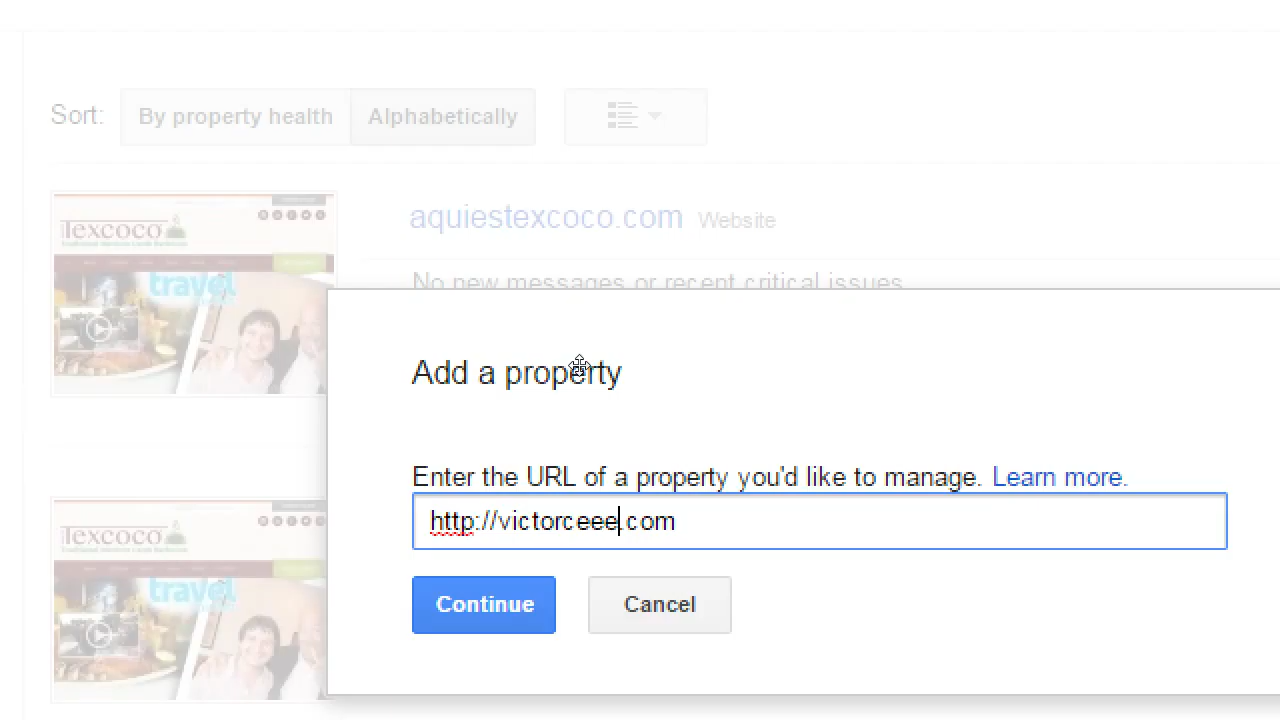 Sort: By property health Alphabetically
Texcoco
aquiestexcoco.com Website
No new messages or recent critical issues
travel
Add a property
Enter the URL of a property you'd like to manage. Learn more.
http://victorceee.com
Continue Cancel
Texcoco
travel